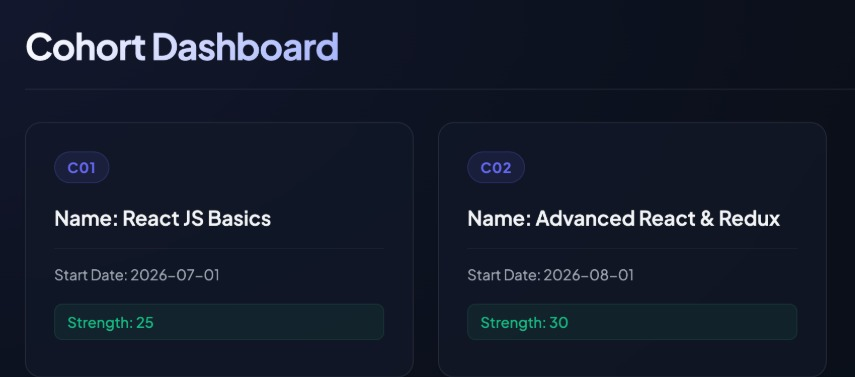 Cohort Dashboard
C01
Name: React JS Basics
Start Date: 2026-07-01
Strength: 25
C02
Name: Advanced React & Redux
Start Date: 2026-08-01
Strength: 30